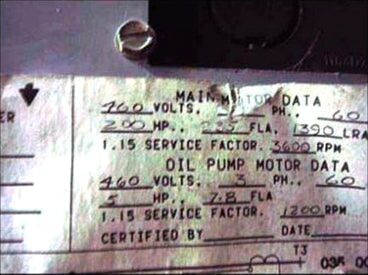 MAIN MOTOR DATA
460 VOLTS. PH., 60
200 HP., FLA. 1390 LRA
1.15 SERVICE FACTOR. 3600 RPM
OIL PUMP MOTOR DATA
460 VOLTS. 3 PH., 60
5 HP., 7.8 FLA
1.15 SERVICE FACTOR. 1200 RPM
CERTIFIED BY DATE
T3
ER